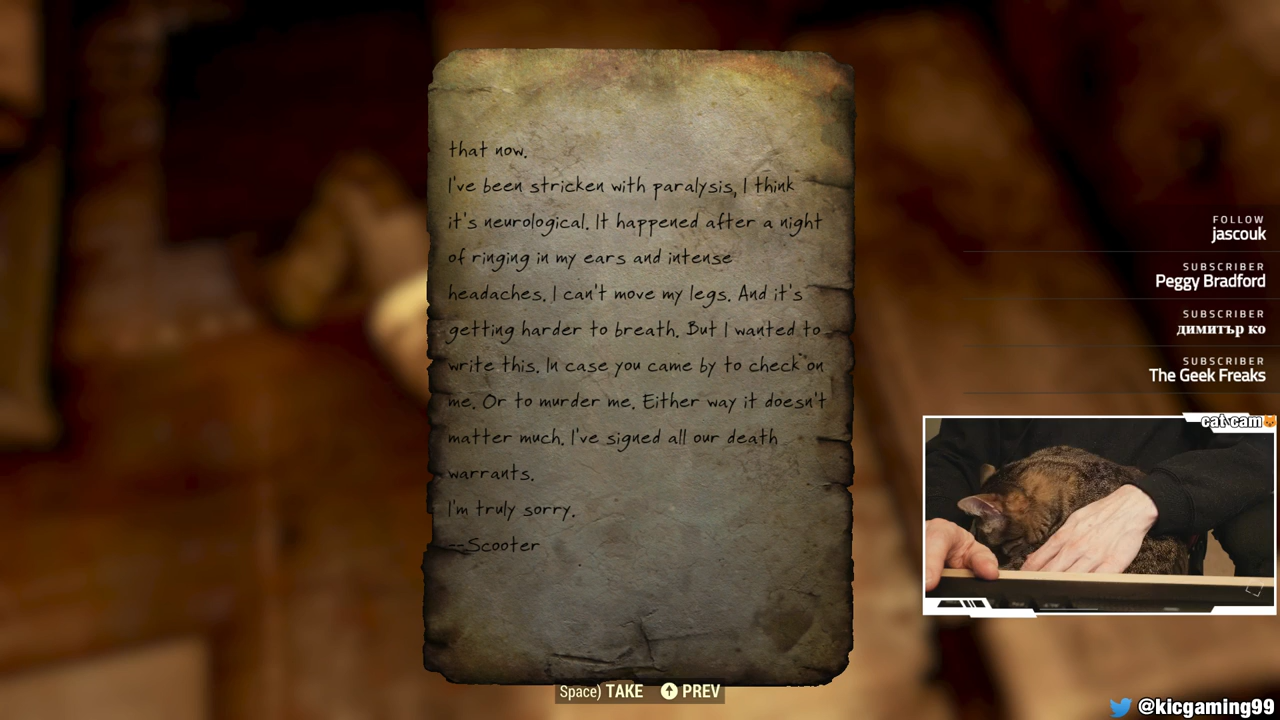 that now.
I've been stricken with paralysis, I think
it's neurological. It happened after a night
of ringing in my ears and intense
headaches. I can't move my legs. And it's
getting harder to breath. But I wanted to
write this. In case you came by to check on
me. Or to murder me. Either way it doesn't
matter much. I've signed all our death
warrants.
I'm truly sorry.
--Scooter
Space) TAKE PREV
FOLLOW
jascouk
SUBSCRIBER
Peggy Bradford
SUBSCRIBER
димитър ко
SUBSCRIBER
The Geek Freaks
cat cam
@kicgaming99